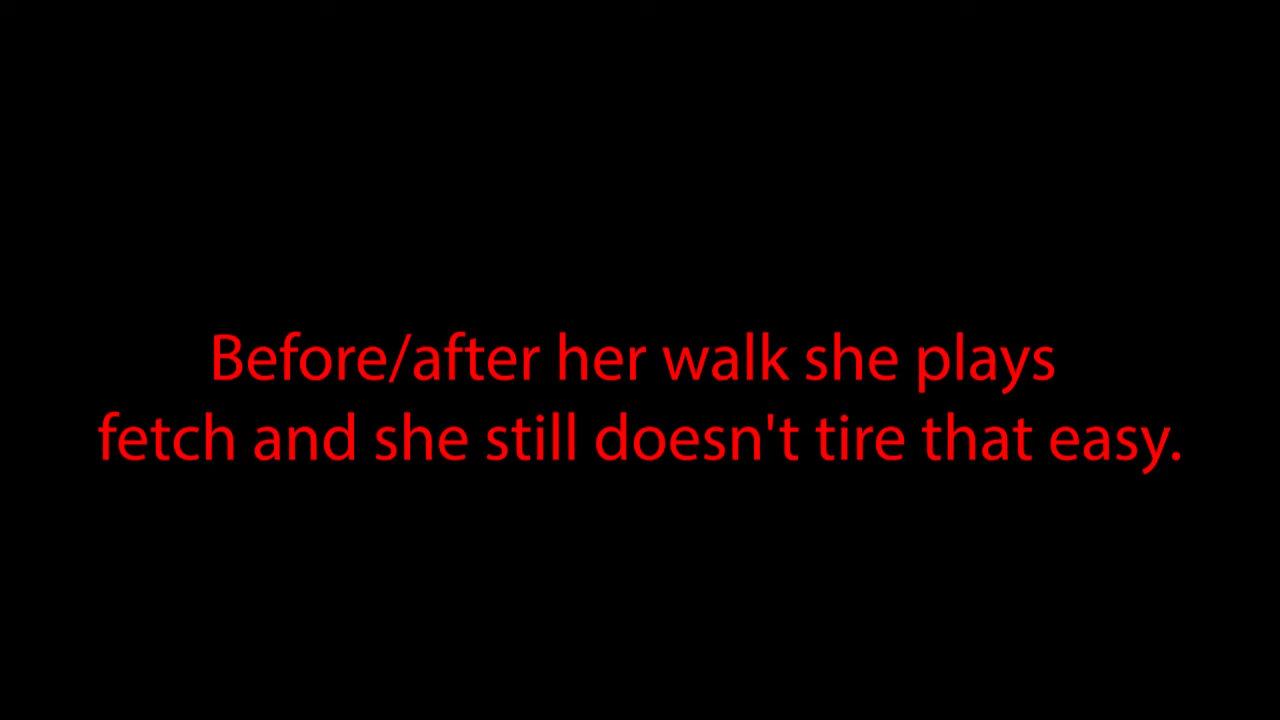 Before/after her walk she plays
fetch and she still doesn't tire that easy.